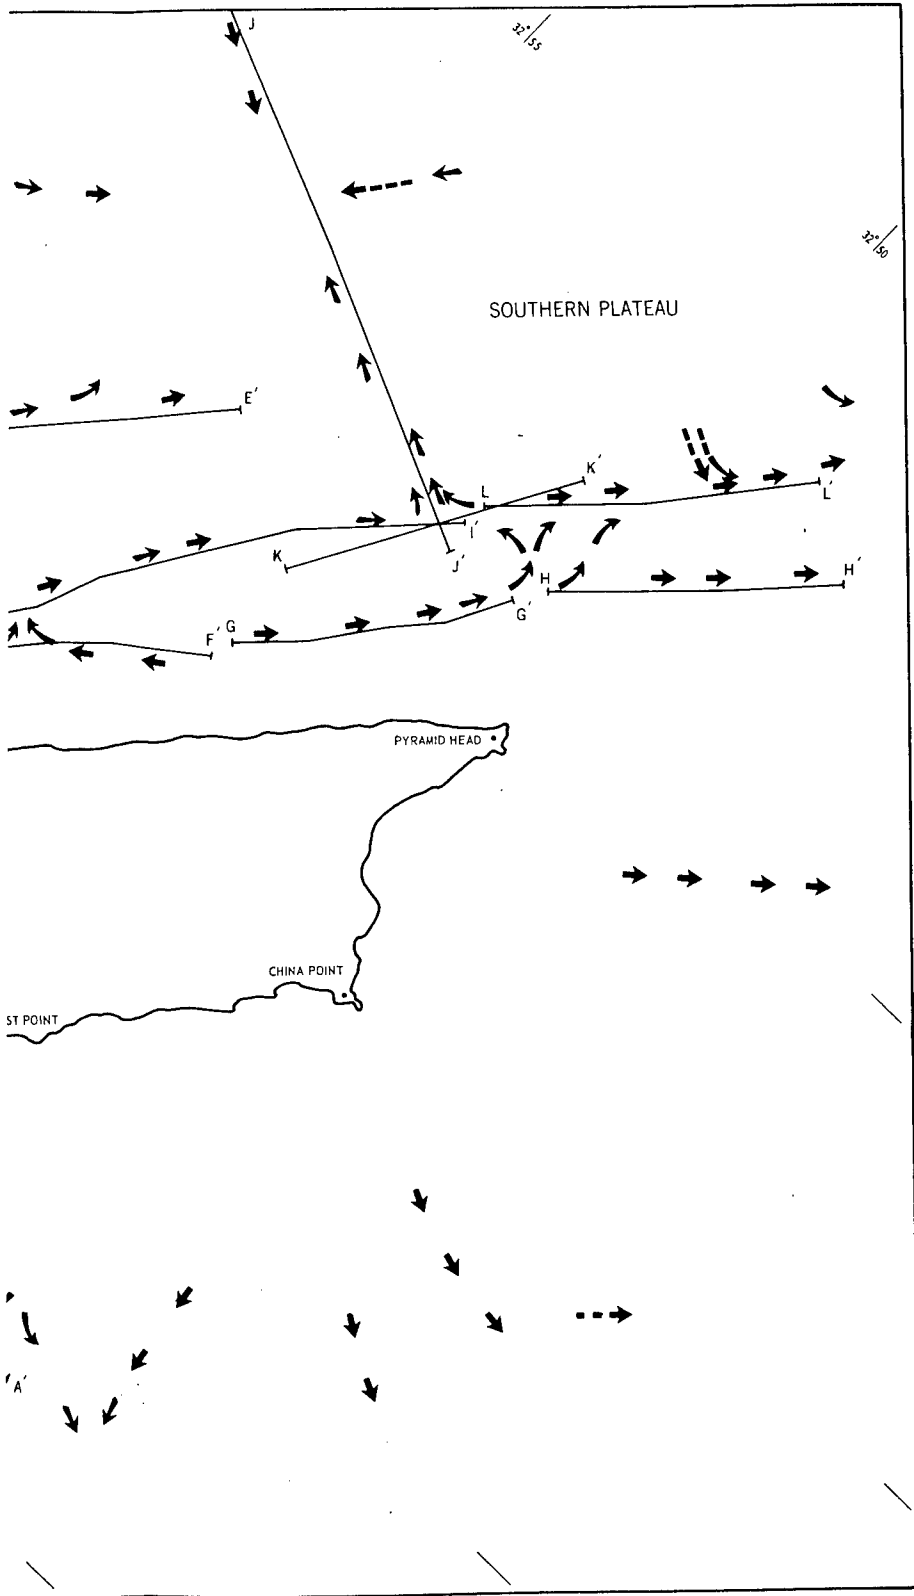 J
32°55
32°50
SOUTHERN PLATEAU
E'
K'
L
L'
I'
K
J'
H
H'
G'
F'
G
PYRAMID HEAD
CHINA POINT
ST POINT
A'